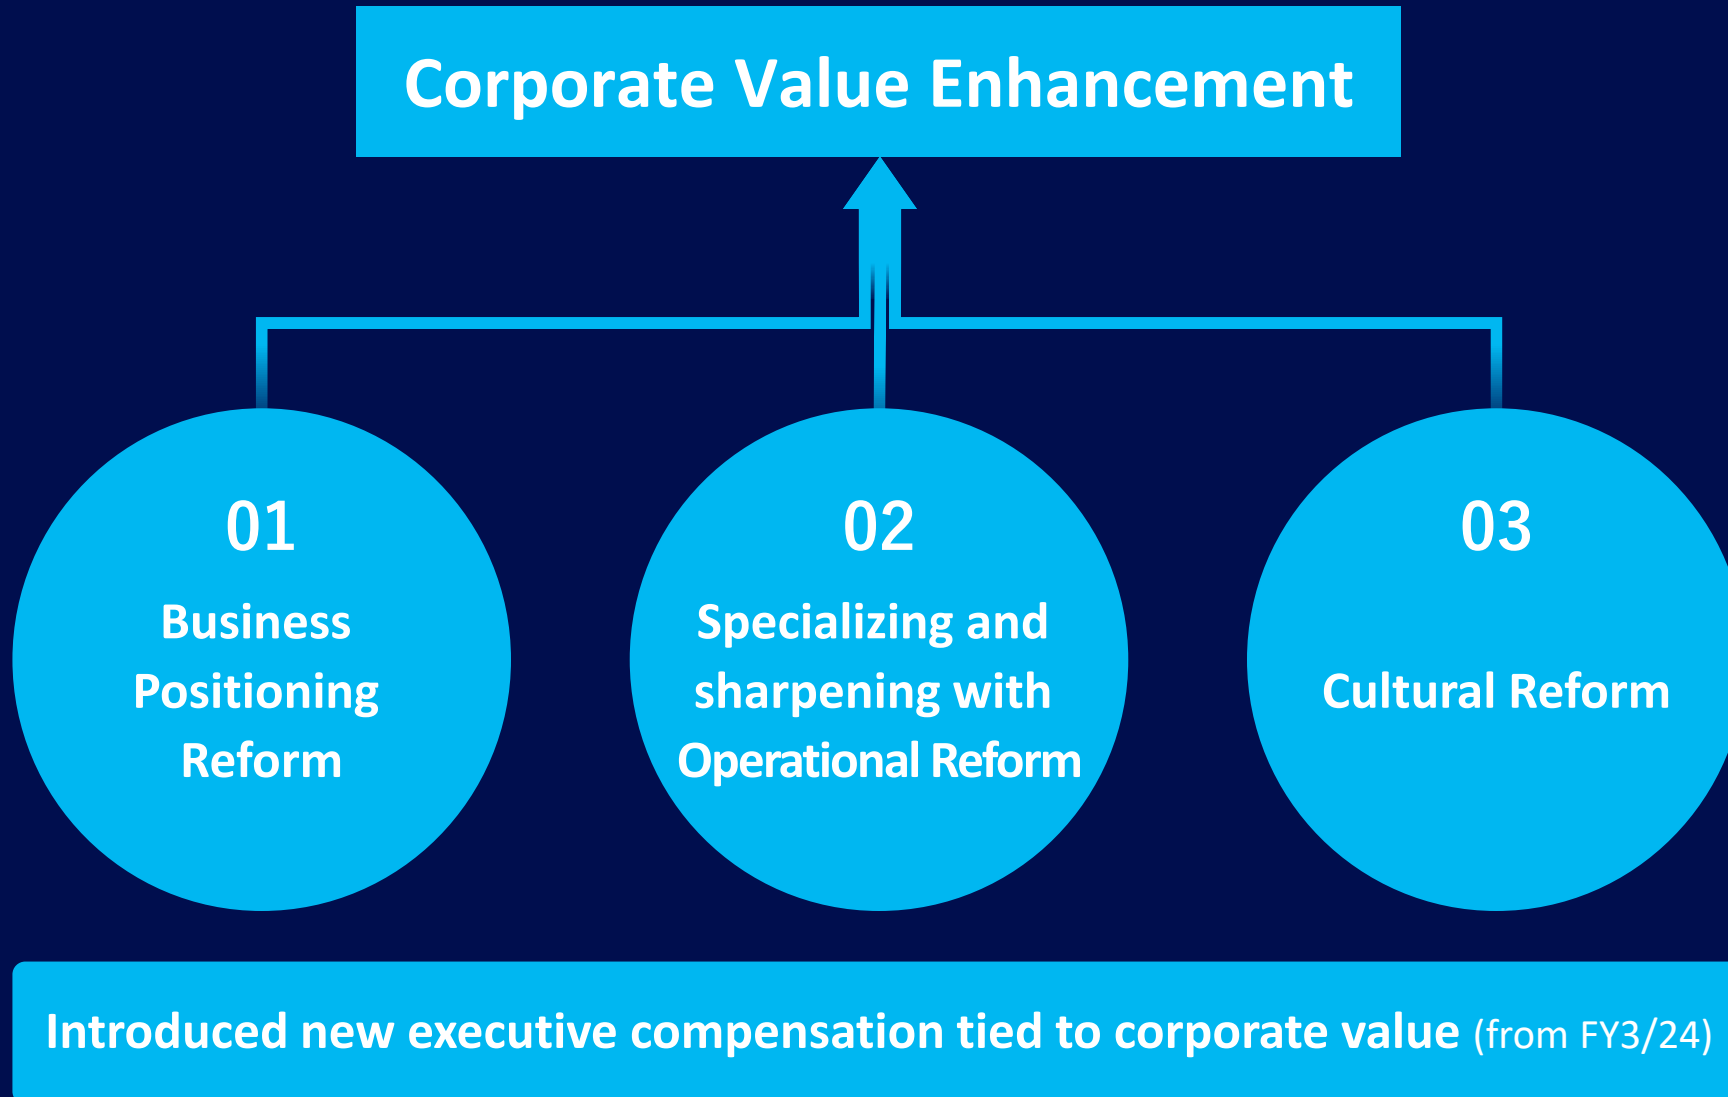 Corporate Value Enhancement
01
Business
Positioning
Reform
02
Specializing and
sharpening with
Operational Reform
03
Cultural Reform
Introduced new executive compensation tied to corporate value (from FY3/24)